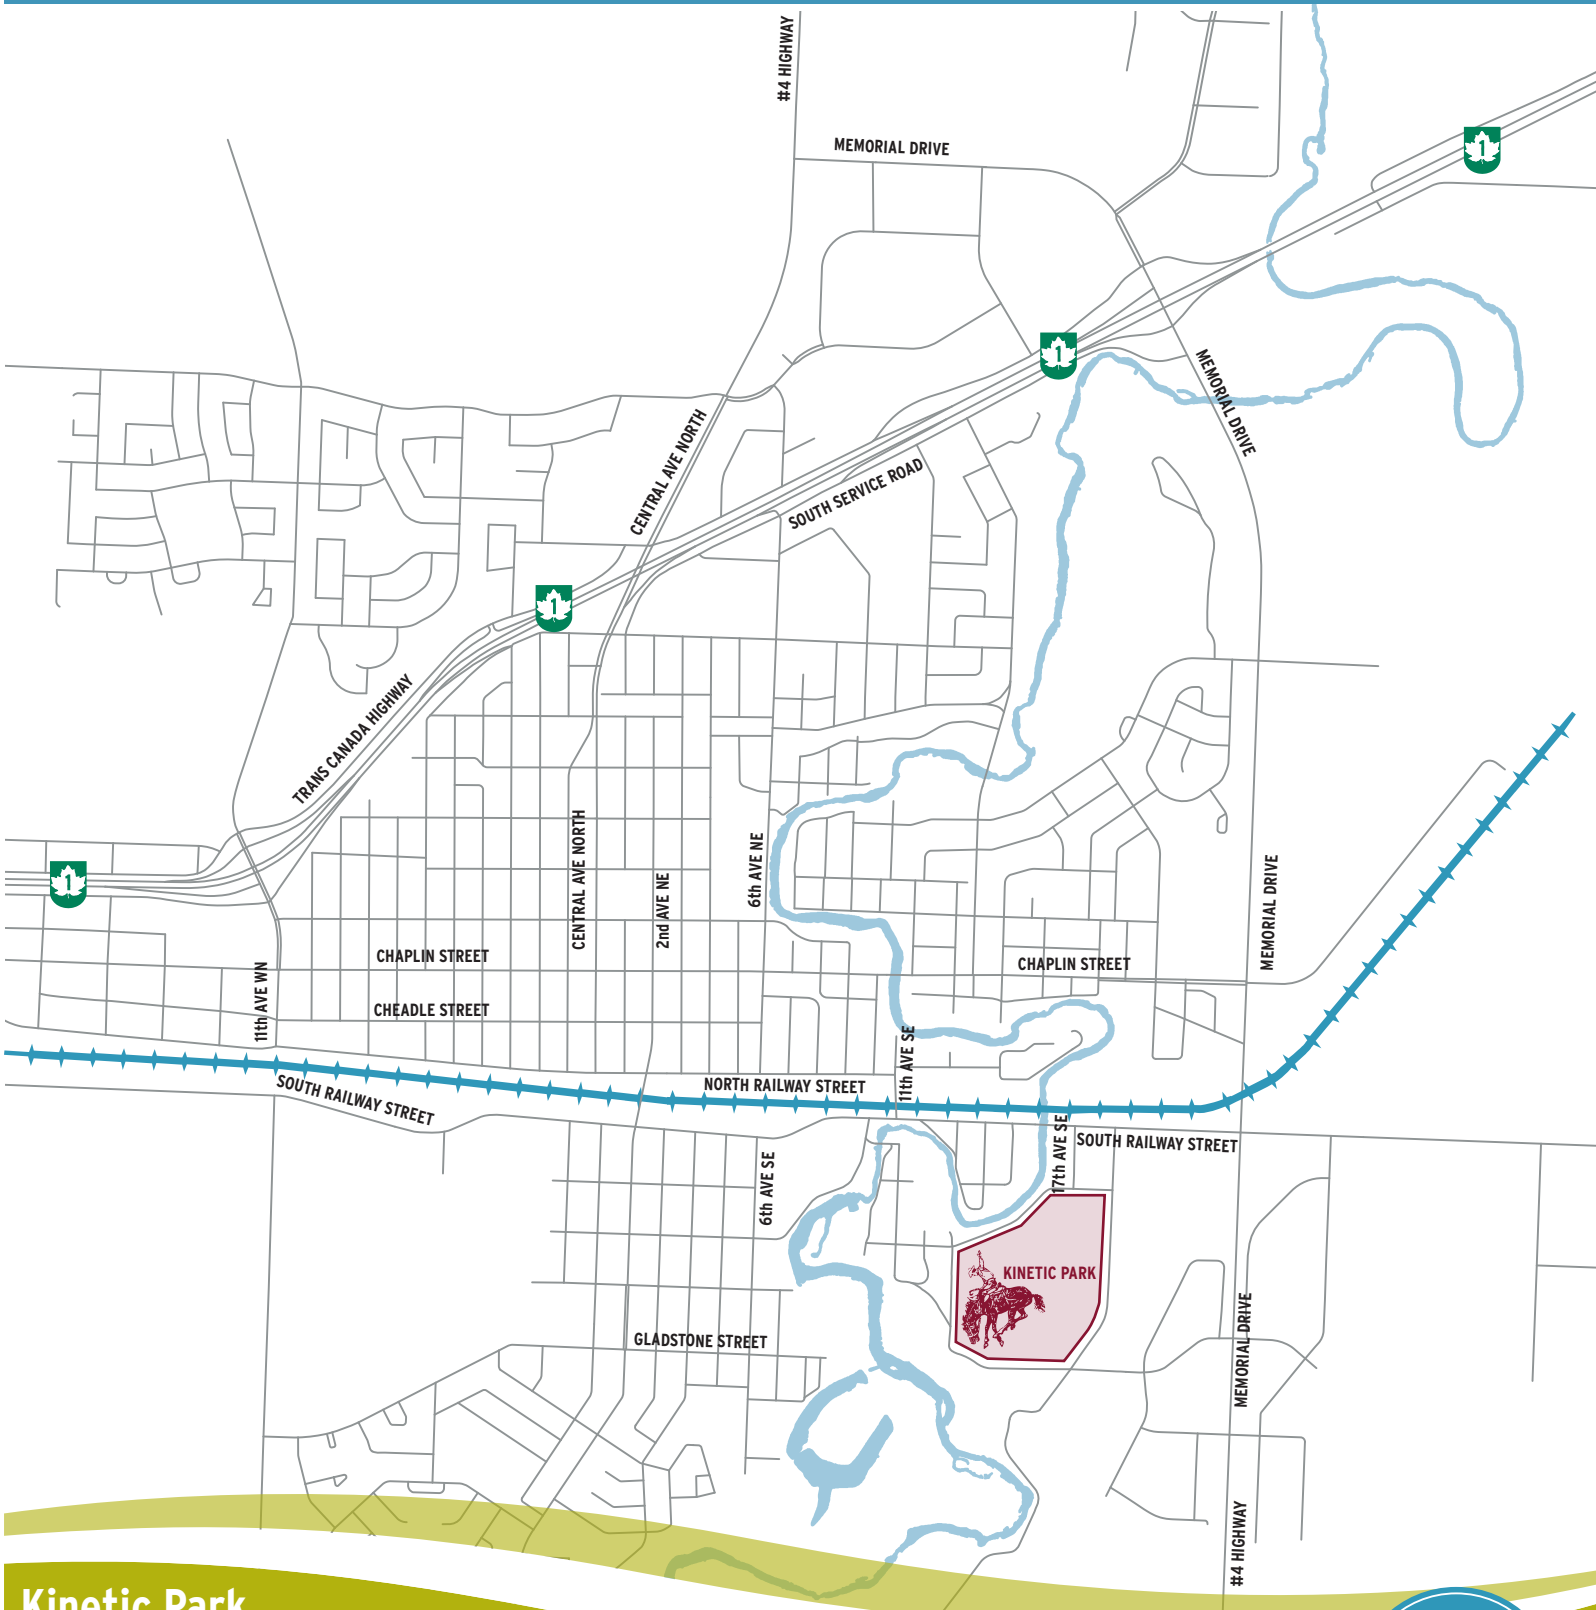 #4 HIGHWAY
MEMORIAL DRIVE
1
1
MEMORIAL DRIVE
CENTRAL AVE NORTH
SOUTH SERVICE ROAD
1
TRANS CANADA HIGHWAY
1
CENTRAL AVE NORTH
2nd AVE NE
6th AVE NE
MEMORIAL DRIVE
CHAPLIN STREET
CHAPLIN STREET
11th AVE WN
CHEADLE STREET
11th AVE SE
NORTH RAILWAY STREET
SOUTH RAILWAY STREET
17th AVE SE
SOUTH RAILWAY STREET
6th AVE SE
KINETIC PARK
GLADSTONE STREET
MEMORIAL DRIVE
#4 HIGHWAY
Kinetic Park